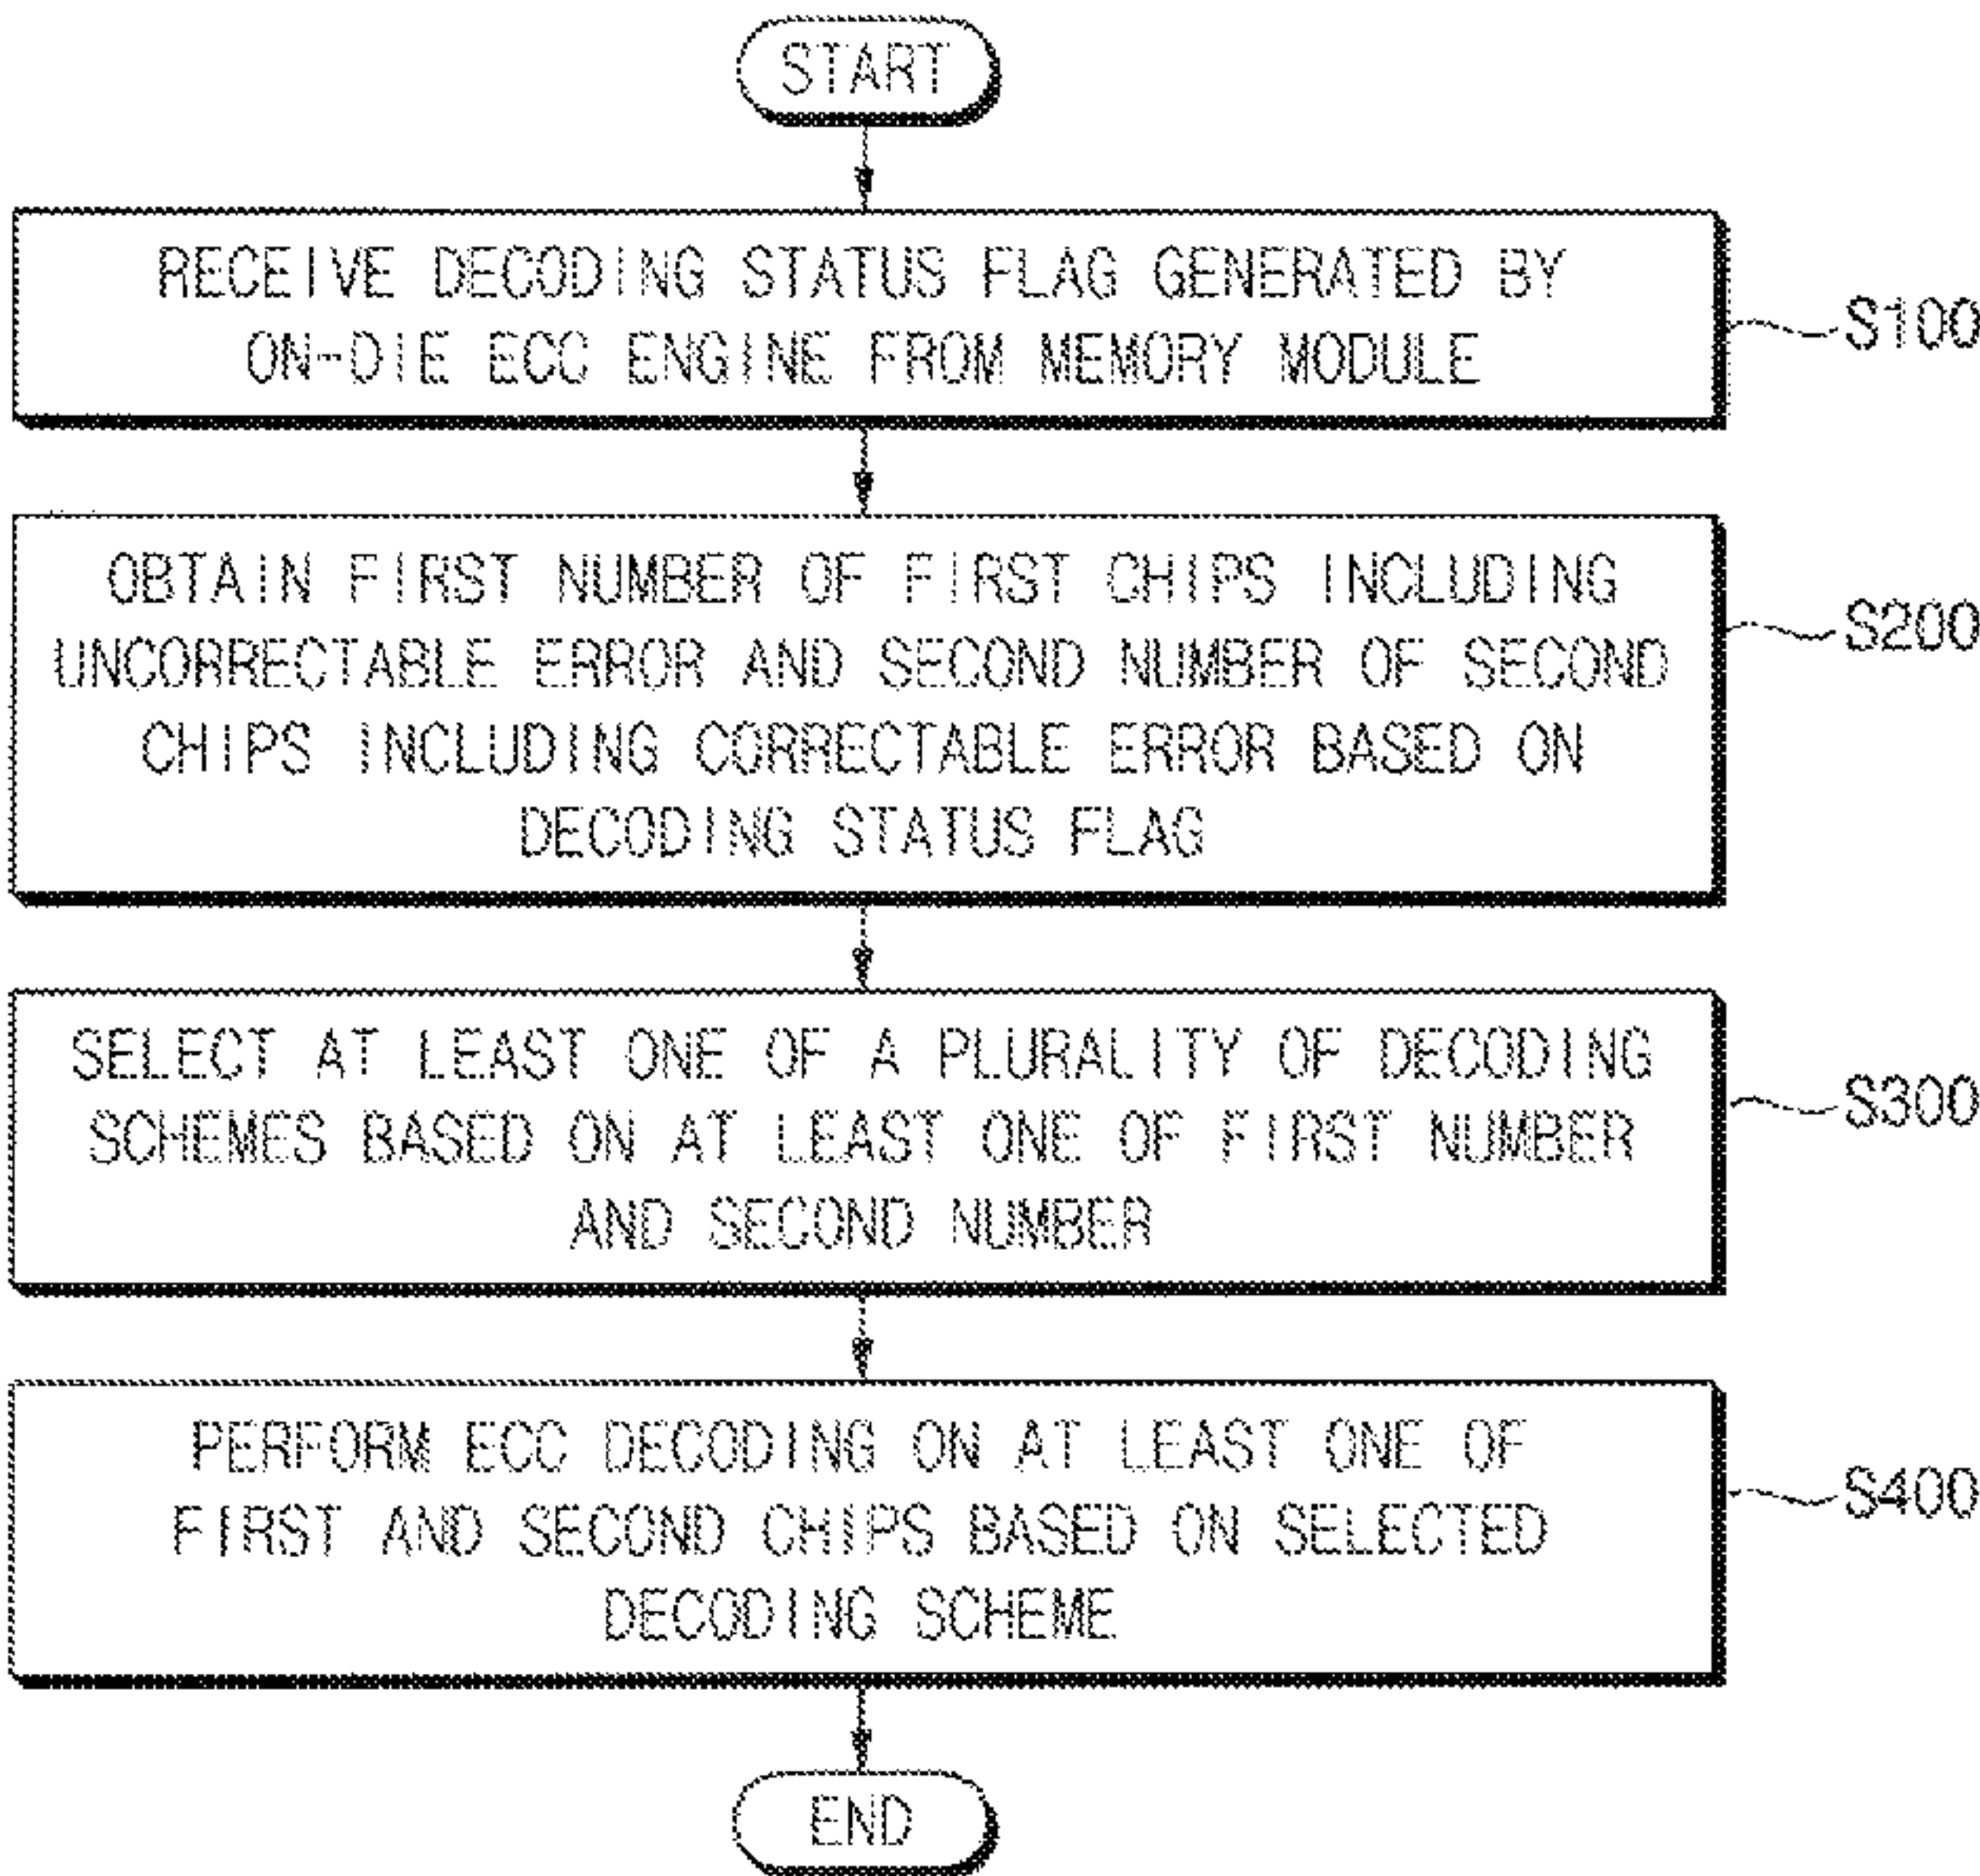 START
RECEIVE DECODING STATUS FLAG GENERATED BY
ON-DIE ECC ENGINE FROM MEMORY MODULE
S100
OBTAIN FIRST NUMBER OF FIRST CHIPS INCLUDING
UNCORRECTABLE ERROR AND SECOND NUMBER OF SECOND
CHIPS INCLUDING CORRECTABLE ERROR BASED ON
DECODING STATUS FLAG
S200
SELECT AT LEAST ONE OF A PLURALITY OF DECODING
SCHEMES BASED ON AT LEAST ONE OF FIRST NUMBER
AND SECOND NUMBER
S300
PERFORM ECC DECODING ON AT LEAST ONE OF
FIRST AND SECOND CHIPS BASED ON SELECTED
DECODING SCHEME
S400
END